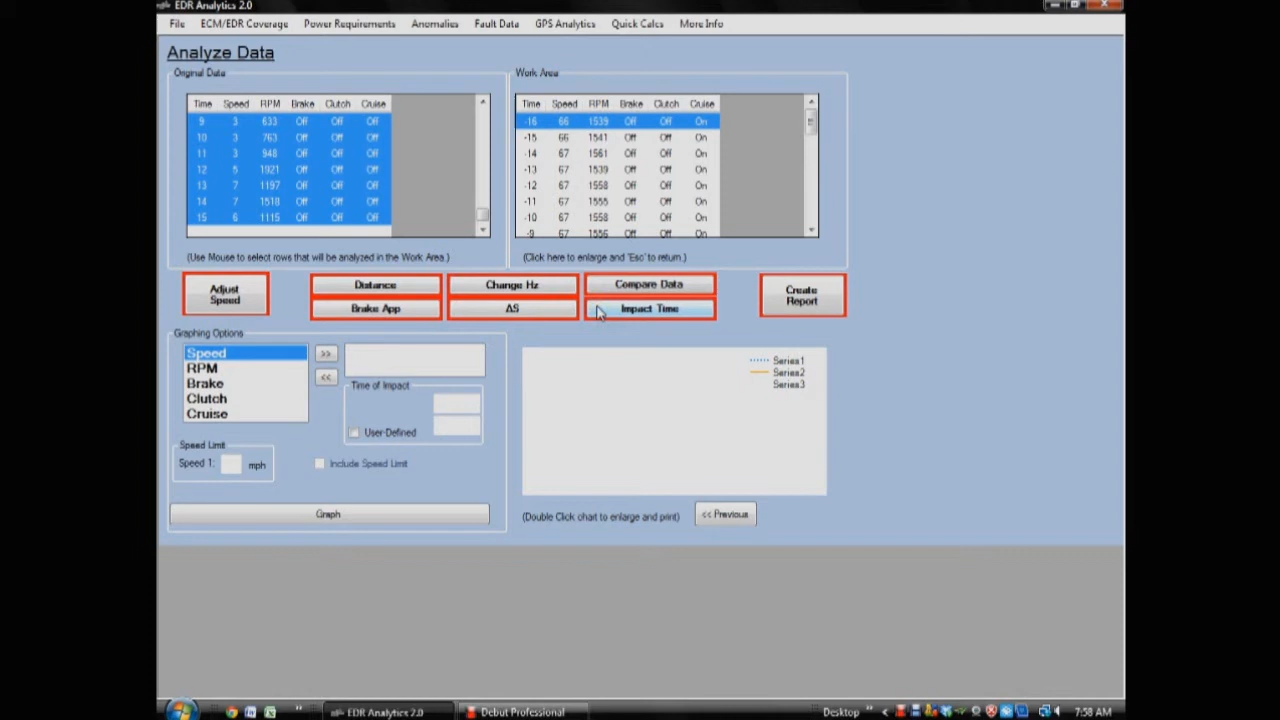 EDR Analytics 2.0
File ECM/EDR Coverage Power Requirements Anomalies Fault Data GPS Analytics Quick Calcs More Info
Analyze Data
Original Data
Time Speed RPM Brake Clutch Cruise
9 3 633 Off Off Off
10 3 763 Off Off Off
11 3 948 Off Off Off
12 5 1921 Off Off Off
13 7 1197 Off Off Off
14 7 1518 Off Off Off
15 6 1115 Off Off Off
(Use Mouse to select rows that will be analyzed in the Work Area.)
Work Area
Time Speed RPM Brake Clutch Cruise
-16 66 1539 Off Off On
-15 66 1541 Off Off On
-14 67 1561 Off Off On
-13 67 1539 Off Off On
-12 67 1558 Off Off On
-11 67 1555 Off Off On
-10 67 1558 Off Off On
-9 67 1556 Off Off On
(Click here to enlarge and 'Esc' to return.)
Adjust
Speed
Distance
Change Hz
Compare Data
Brake App
ΔS
Impact Time
Create
Report
Graphing Options
Speed
RPM
Brake
Clutch
Cruise
>>
<<
Time of Impact
User-Defined
Speed Limit
Speed 1: mph
Include Speed Limit
Graph
Series1
Series2
Series3
(Double Click chart to enlarge and print)
<< Previous
EDR Analytics 2.0
Debut Professional
Desktop
7:58 AM